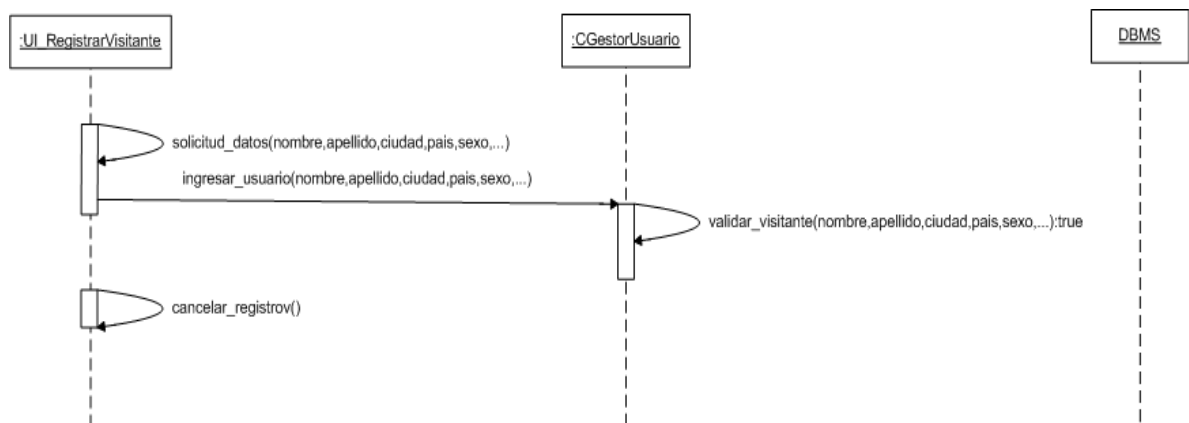 :UI_RegistrarVisitante
:CGestorUsuario
DBMS
solicitud_datos(nombre,apellido,ciudad,pais,sexo,...)
ingresar_usuario(nombre,apellido,ciudad,pais,sexo,...)
validar_visitante(nombre,apellido,ciudad,pais,sexo,...):true
cancelar_registrov()